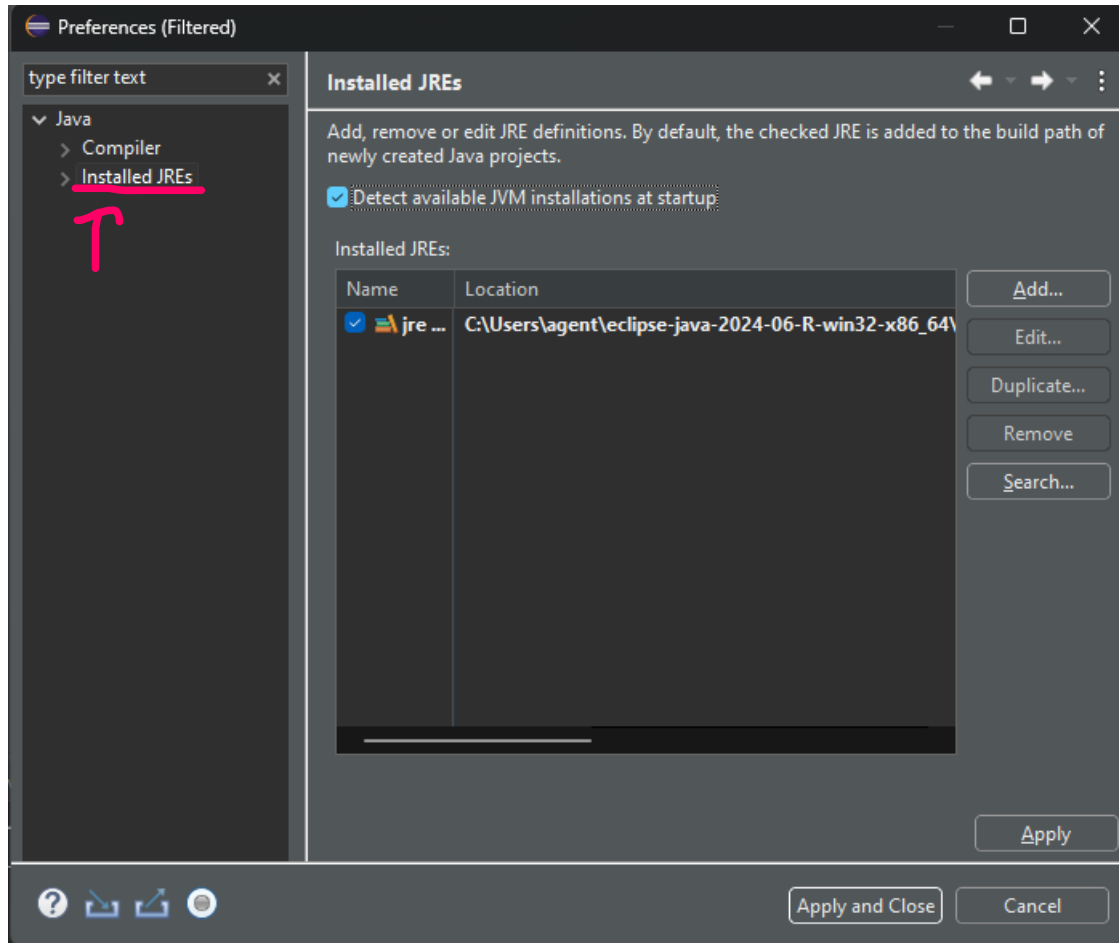 Preferences (Filtered)
type filter text
Java
Compiler
Installed JREs
Installed JREs
Add, remove or edit JRE definitions. By default, the checked JRE is added to the build path of
newly created Java projects.
Detect available JVM installations at startup
Installed JREs:
Name Location
jre ... C:\Users\agent\eclipse-java-2024-06-R-win32-x86_64\
Add...
Edit...
Duplicate...
Remove
Search...
Apply
Apply and Close Cancel